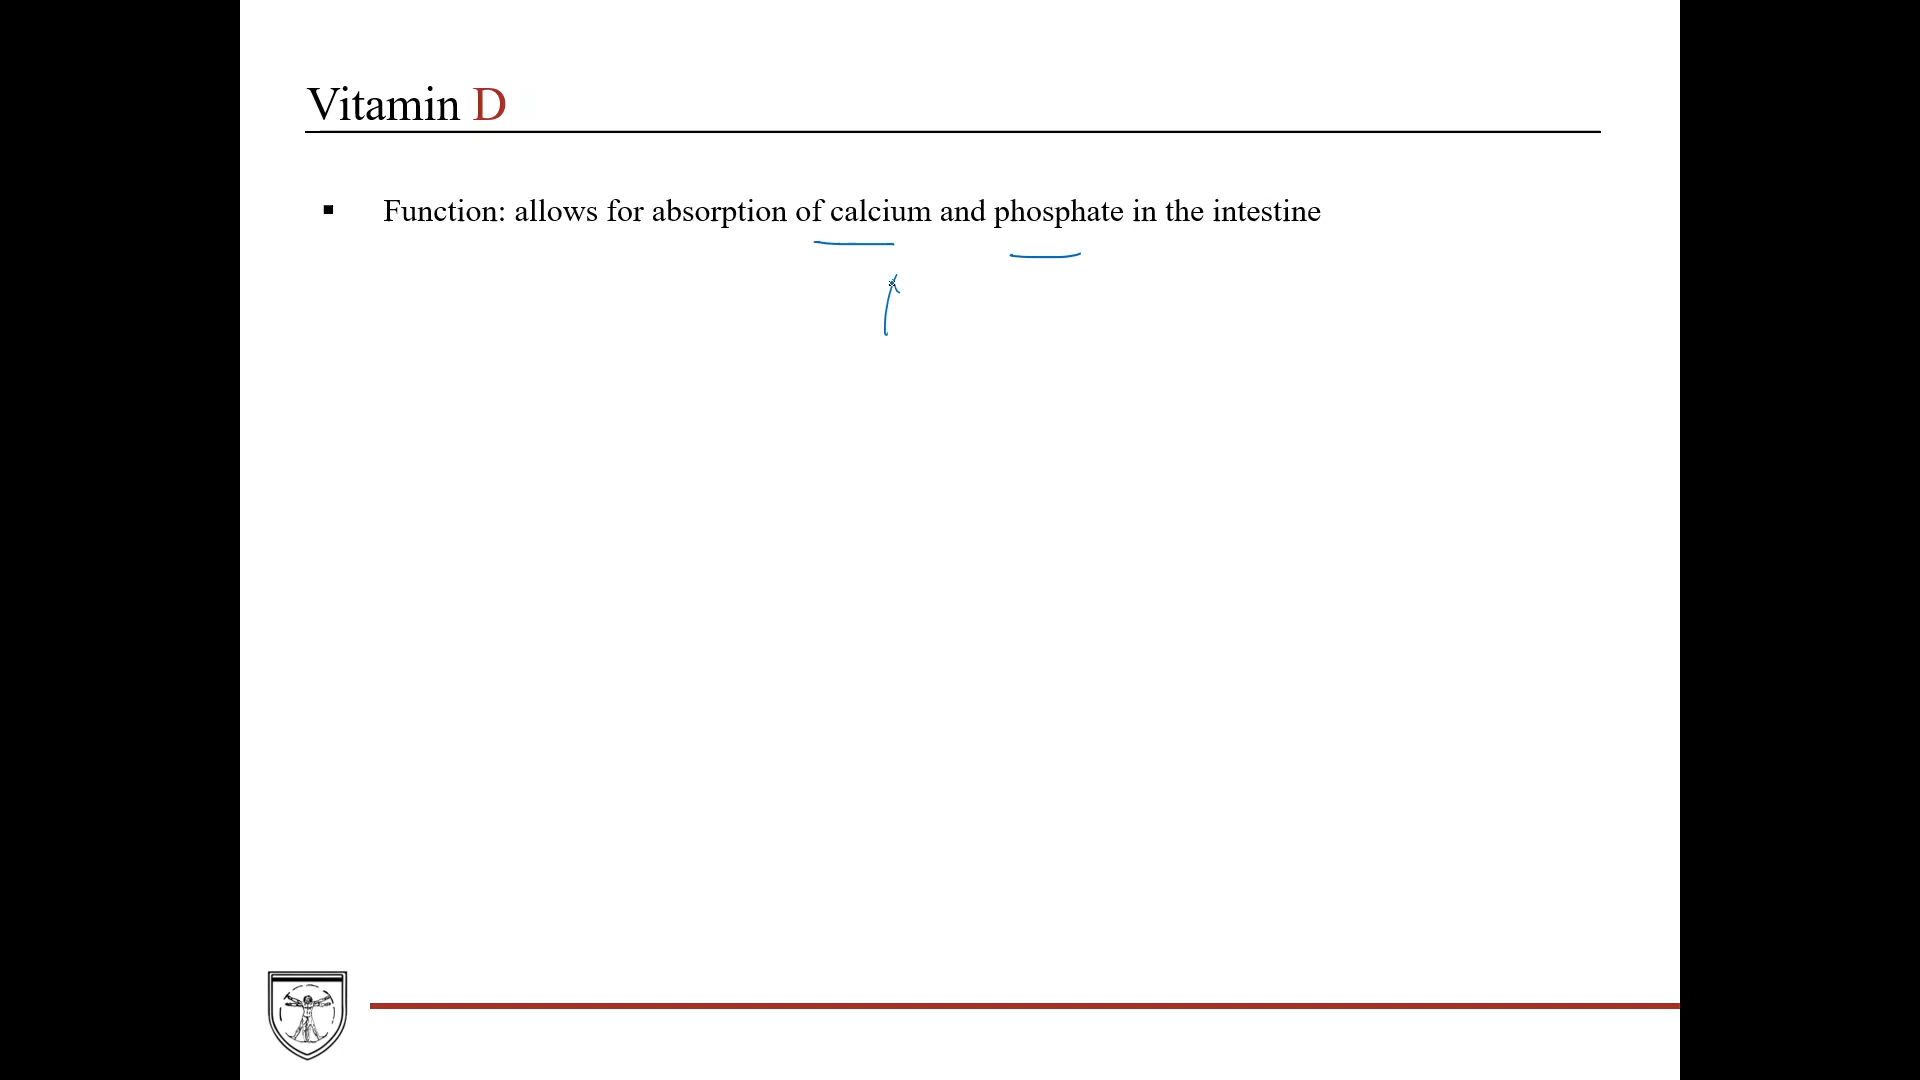 Vitamin D
▪ Function: allows for absorption of calcium and phosphate in the intestine